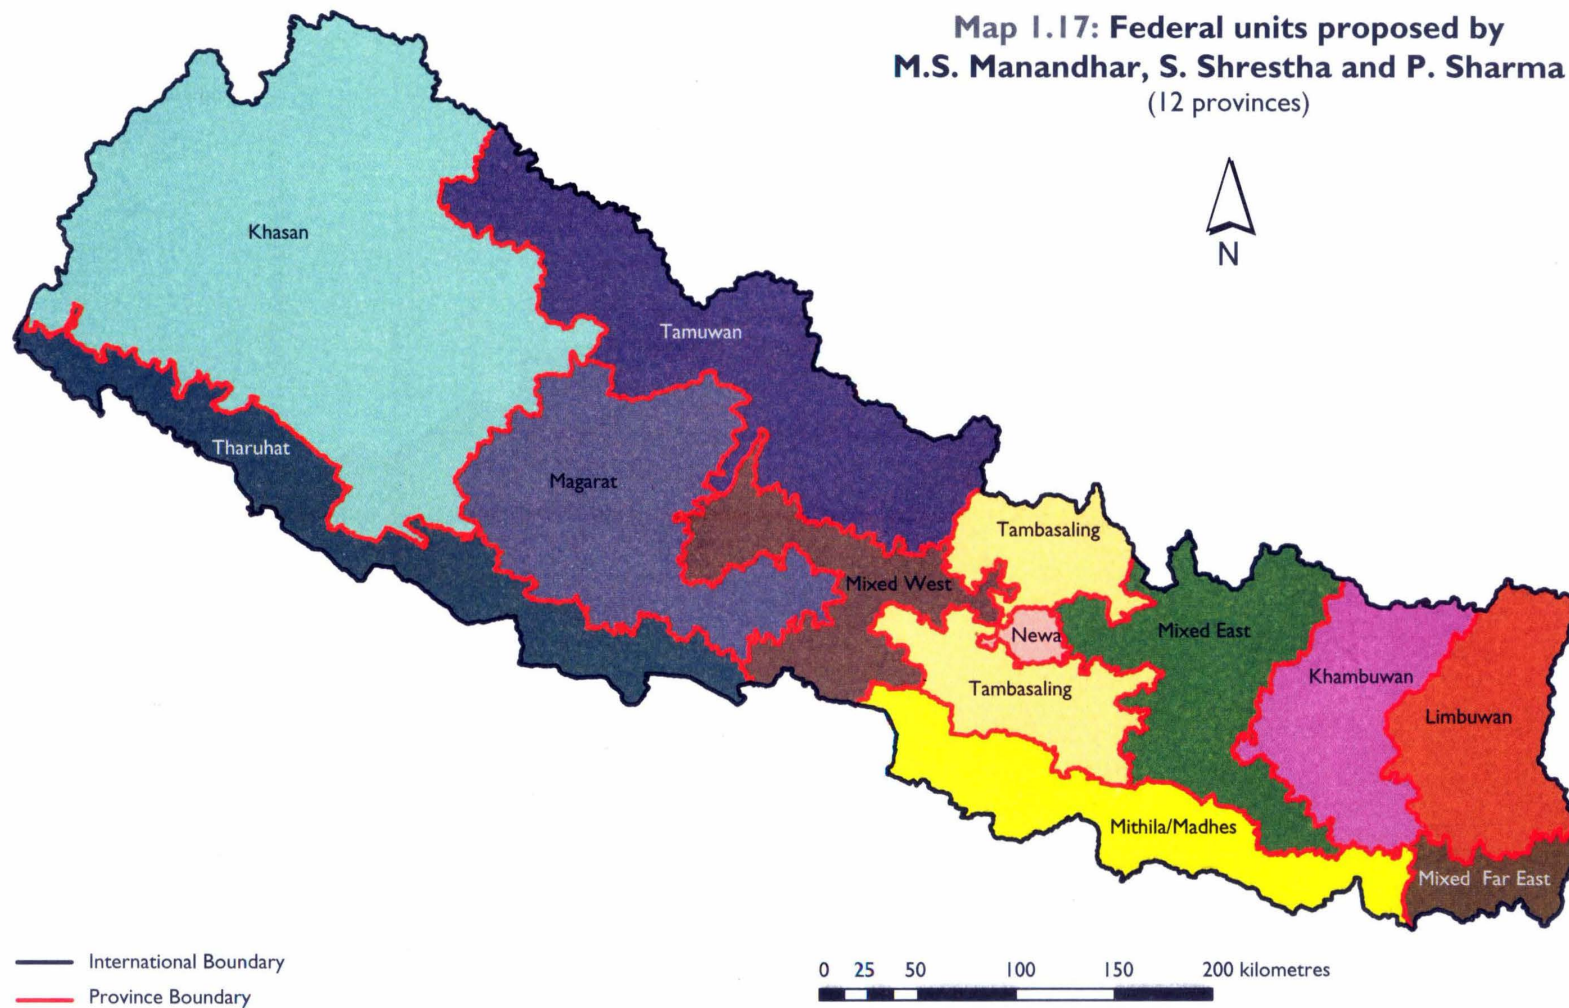 Map 1.17: Federal units proposed by
M.S. Manandhar, S. Shrestha and P. Sharma
(12 provinces)
N
Khasan
Tamuwan
Tharuhat
Magarat
Tambasaling
Mixed West
Newa
Mixed East
Tambasaling
Khambuwan
Limbuwan
Mithila/Madhes
Mixed Far East
International Boundary
Province Boundary
0 25 50 100 150 200 kilometres